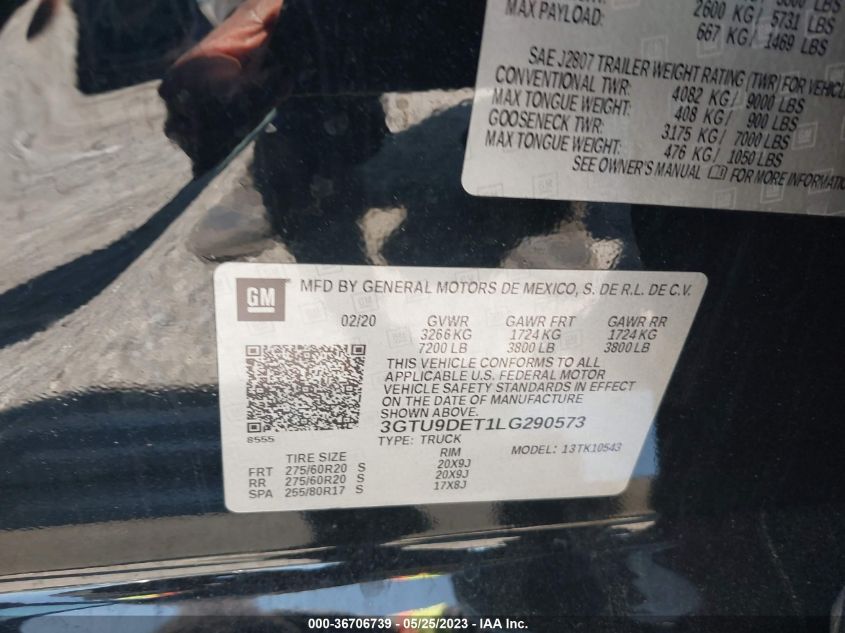 MAX PAYLOAD:
2600 KG / 5731 LBS
667 KG / 1469 LBS
SAE J2807 TRAILER WEIGHT RATING (TWR) FOR VEHICL
CONVENTIONAL TWR: 4082 KG / 9000 LBS
MAX TONGUE WEIGHT: 408 KG / 900 LBS
GOOSENECK TWR: 3175 KG / 7000 LBS
MAX TONGUE WEIGHT: 476 KG / 1050 LBS
SEE OWNER'S MANUAL FOR MORE INFORMATIO
GM MFD BY GENERAL MOTORS DE MEXICO, S. DE R.L. DE C.V.
02/20 GVWR GAWR FRT GAWR RR
3266 KG 1724 KG 1724 KG
7200 LB 3800 LB 3800 LB
THIS VEHICLE CONFORMS TO ALL
APPLICABLE U.S. FEDERAL MOTOR
VEHICLE SAFETY STANDARDS IN EFFECT
ON THE DATE OF MANUFACTURE
SHOWN ABOVE.
3GTU9DET1LG290573
8555
TYPE: TRUCK MODEL: 13TK10543
TIRE SIZE RIM
FRT 275/60R20 S 20X9J
RR 275/60R20 S 20X9J
SPA 255/80R17 S 17X8J
000-36706739 - 05/25/2023 - © IAA, Inc.